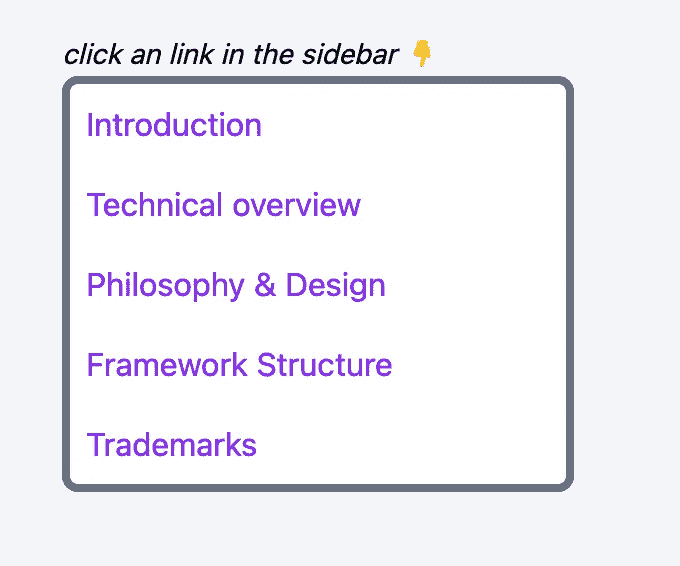 click an link in the sidebar 👇
Introduction
Technical overview
Philosophy & Design
Framework Structure
Trademarks